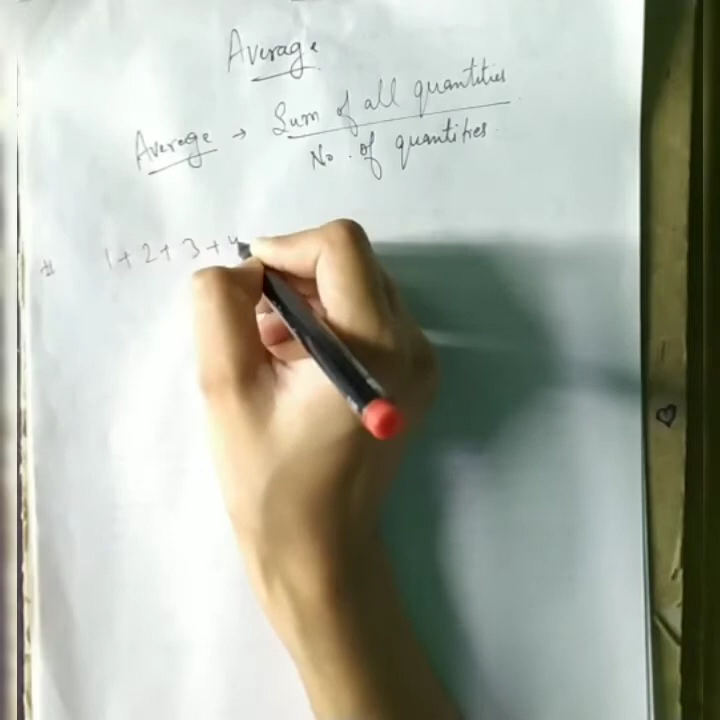 Average
Average → Sum of all quantities
No. of quantities
# 1+2+3+4